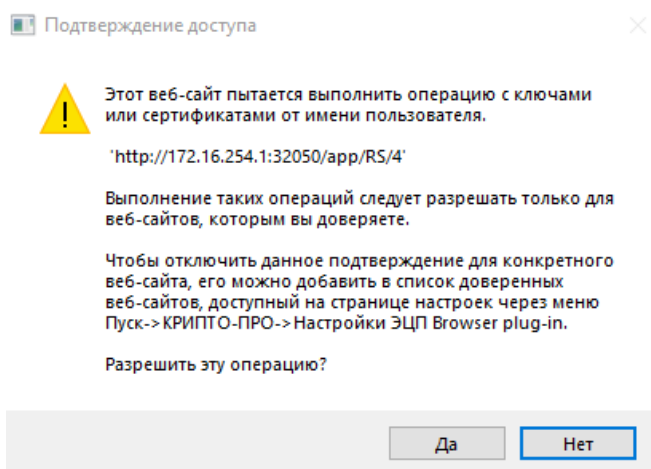 Подтверждение доступа
Этот веб-сайт пытается выполнить операцию с ключами
или сертификатами от имени пользователя.
'http://172.16.254.1:32050/app/RS/4'
Выполнение таких операций следует разрешать только для
веб-сайтов, которым вы доверяете.
Чтобы отключить данное подтверждение для конкретного
веб-сайта, его можно добавить в список доверенных
веб-сайтов, доступный на странице настроек через меню
Пуск->КРИПТО-ПРО->Настройки ЭЦП Browser plug-in.
Разрешить эту операцию?
Да
Нет